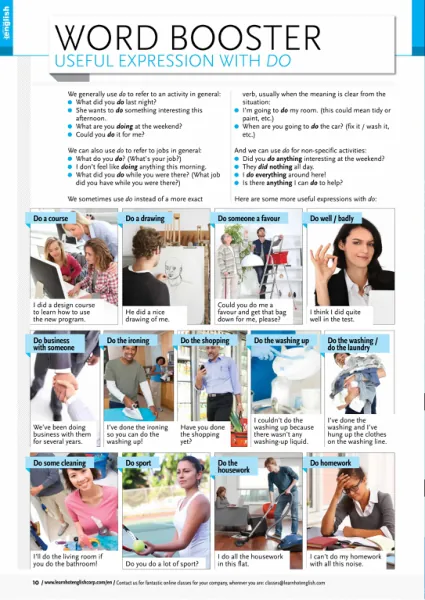 english
WORD BOOSTER
USEFUL EXPRESSION WITH DO
We generally use do to refer to an activity in general:
What did you do last night?
She wants to do something interesting this
afternoon.
What are you doing at the weekend?
Could you do it for me?
We can also use do to refer to jobs in general:
What do you do? (What's your job?)
I don't feel like doing anything this morning.
What did you do while you were there? (What job
did you have while you were there?)
We sometimes use do instead of a more exact
verb, usually when the meaning is clear from the
situation:
I'm going to do my room. (this could mean tidy or
paint, etc.)
When are you going to do the car? (fix it / wash it,
etc.)
And we can use do for non-specific activities:
Did you do anything interesting at the weekend?
They did nothing all day.
I do everything around here!
Is there anything I can do to help?
Here are some more useful expressions with do:
Do a course
I did a design course
to learn how to use
the new program.
Do a drawing
He did a nice
drawing of me.
Do someone a favour
Could you do me a
favour and get that bag
down for me, please?
Do well / badly
I think I did quite
well in the test.
Do business
with someone
We've been doing
business with them
for several years.
Do the ironing
I've done the ironing
so you can do the
washing up!
Do the shopping
Have you done
the shopping
yet?
Do the washing up
I couldn't do the
washing up because
there wasn't any
washing-up liquid.
Do the washing /
do the laundry
I've done the
washing and I've
hung up the clothes
on the washing line.
Do some cleaning
I'll do the living room if
you do the bathroom!
Do sport
Do you do a lot of sport?
Do the
housework
I do all the housework
in this flat.
Do homework
I can't do my homework
with all this noise.
10 / www.learnhotenglishcorp.com/en / Contact us for fantastic online classes for your company, wherever you are: classes@learnhotenglish.com